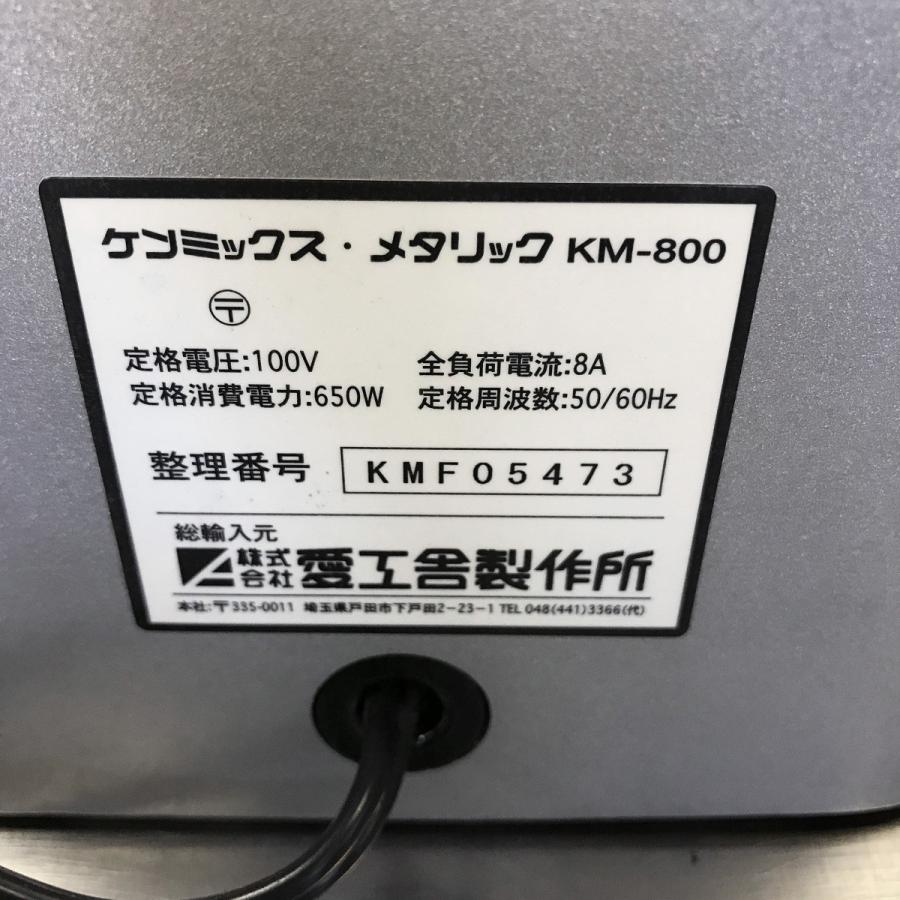 ケンミックス・メタリック KM-800
〶
定格電圧:100V 全負荷電流:8A
定格消費電力:650W 定格周波数:50/60Hz
整理番号 KMF05473
総輸入元
株式会社 愛工舎製作所
本社:〒335-0011 埼玉県戸田市下戸田2-23-1 TEL 048(441)3366(代)